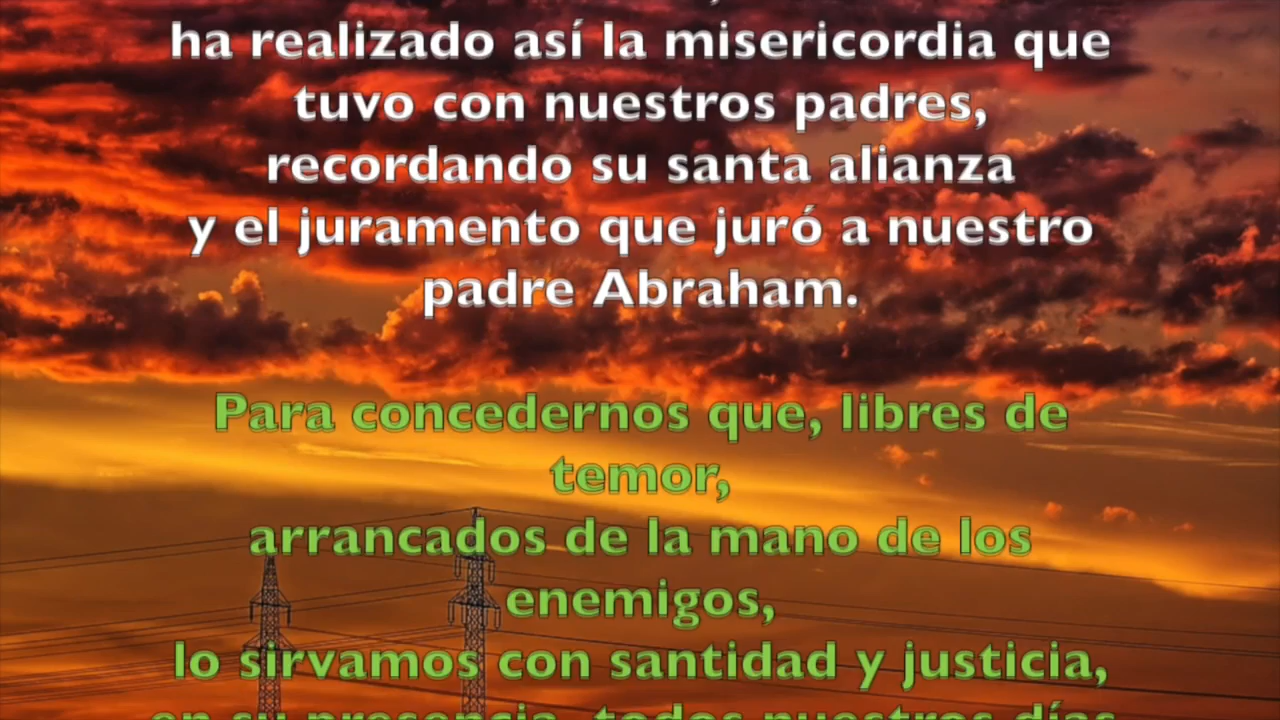 ha realizado así la misericordia que
tuvo con nuestros padres,
recordando su santa alianza
y el juramento que juró a nuestro
padre Abraham.
Para concedernos que, libres de
temor,
arrancados de la mano de los
enemigos,
lo sirvamos con santidad y justicia,
en su presencia, todos nuestros días